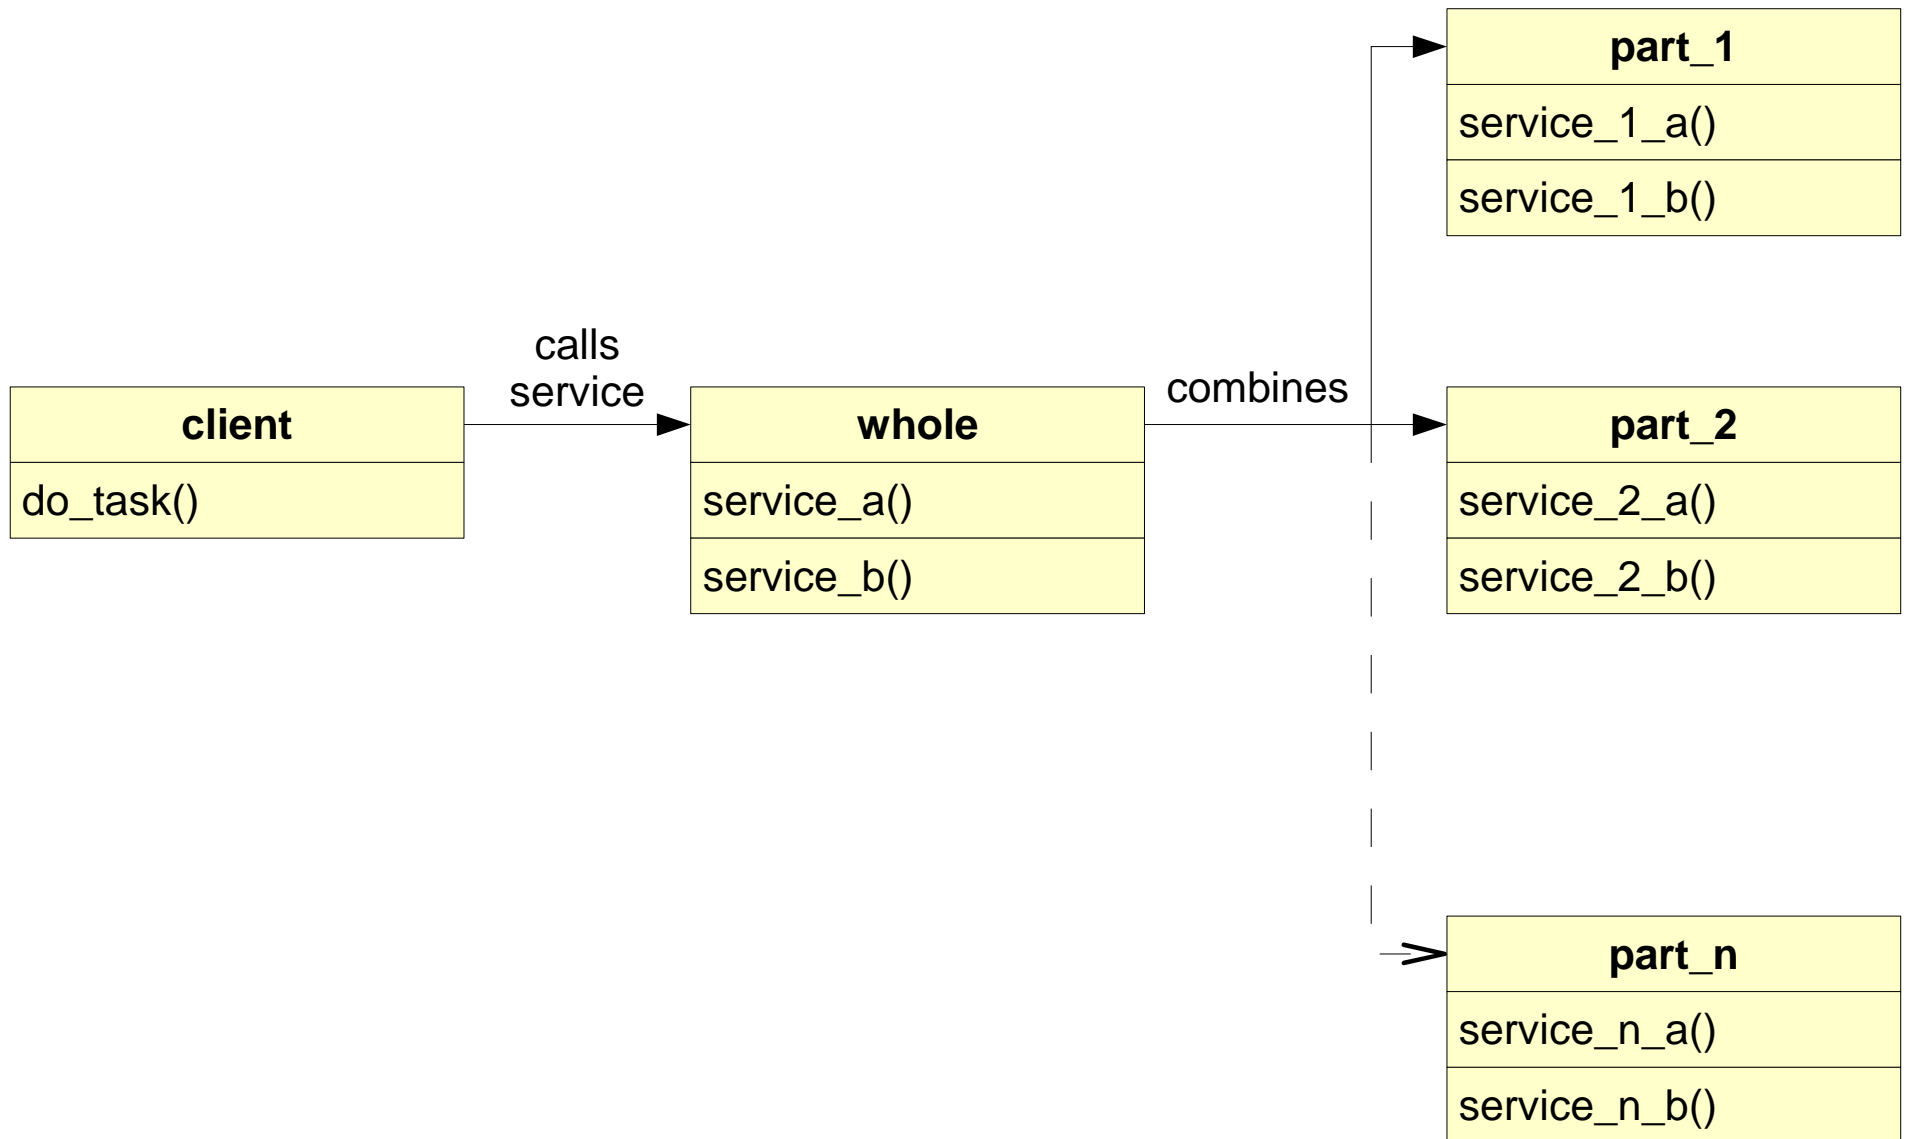 part_1
service_1_a()
service_1_b()
calls
service
combines
client
do_task()
whole
service_a()
service_b()
part_2
service_2_a()
service_2_b()
part_n
service_n_a()
service_n_b()